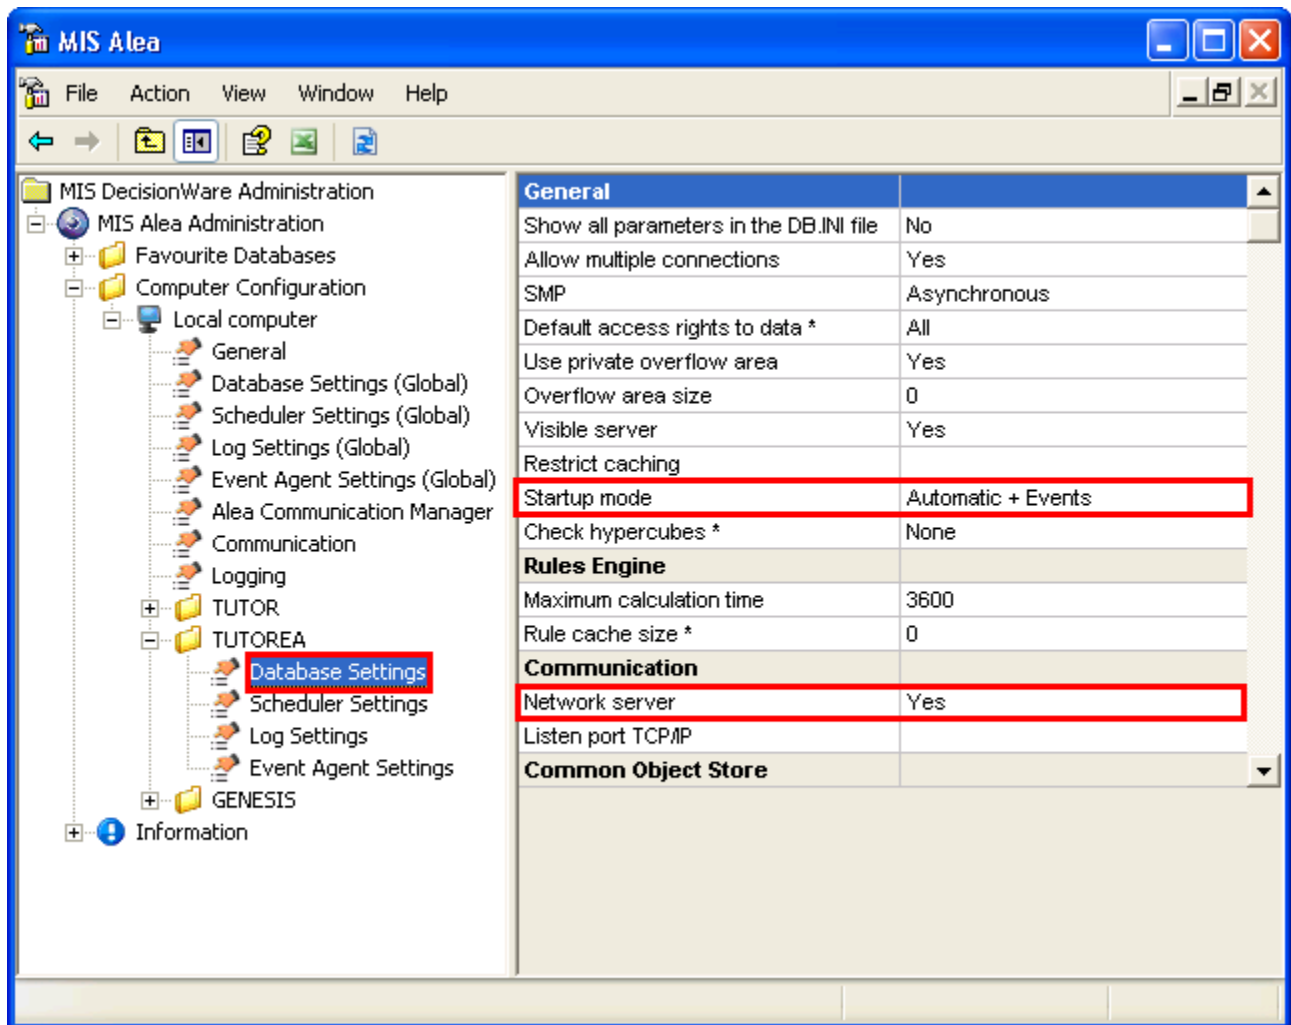 MIS Alea
File Action View Window Help
MIS DecisionWare Administration
MIS Alea Administration
Favourite Databases
Computer Configuration
Local computer
General
Database Settings (Global)
Scheduler Settings (Global)
Log Settings (Global)
Event Agent Settings (Global)
Alea Communication Manager
Communication
Logging
TUTOR
TUTOREA
Database Settings
Scheduler Settings
Log Settings
Event Agent Settings
GENESIS
Information
General
Show all parameters in the DB.INI file No
Allow multiple connections Yes
SMP Asynchronous
Default access rights to data * All
Use private overflow area Yes
Overflow area size 0
Visible server Yes
Restrict caching
Startup mode Automatic + Events
Check hypercubes * None
Rules Engine
Maximum calculation time 3600
Rule cache size * 0
Communication
Network server Yes
Listen port TCP/IP
Common Object Store